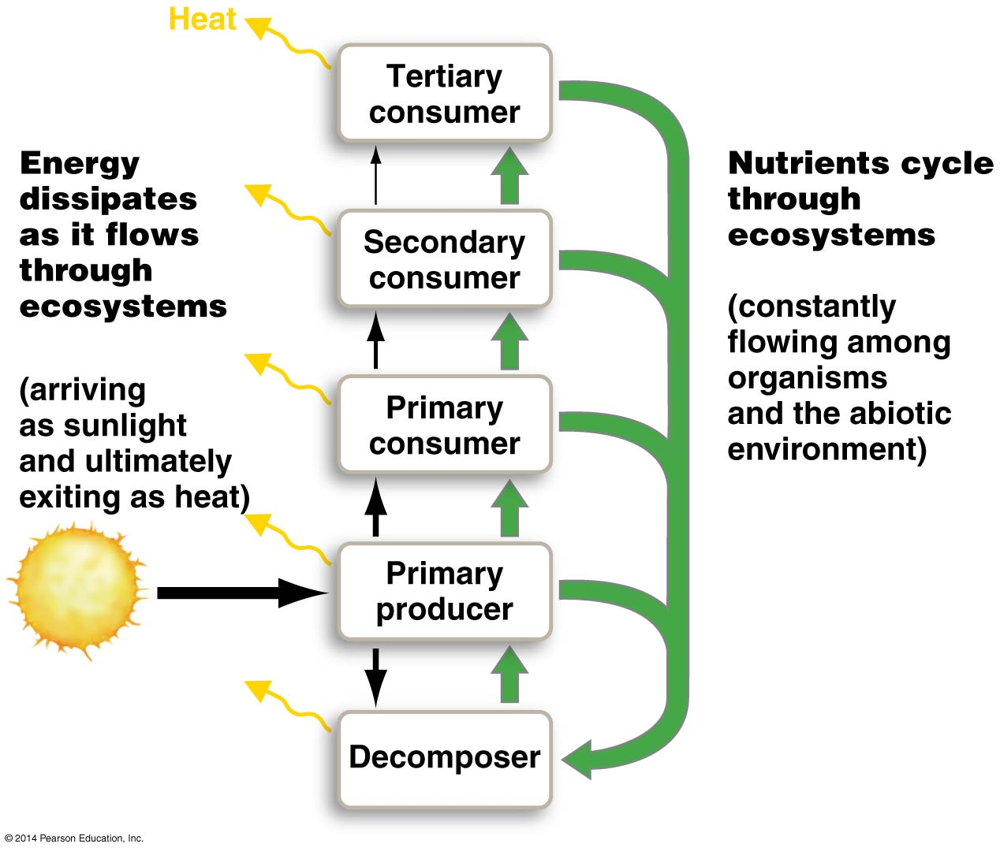 Heat
Tertiary
consumer
Energy
dissipates
as it flows
through
ecosystems
(arriving
as sunlight
and ultimately
exiting as heat)
Secondary
consumer
Primary
consumer
Primary
producer
Decomposer
Nutrients cycle
through
ecosystems
(constantly
flowing among
organisms
and the abiotic
environment)
© 2014 Pearson Education, Inc.